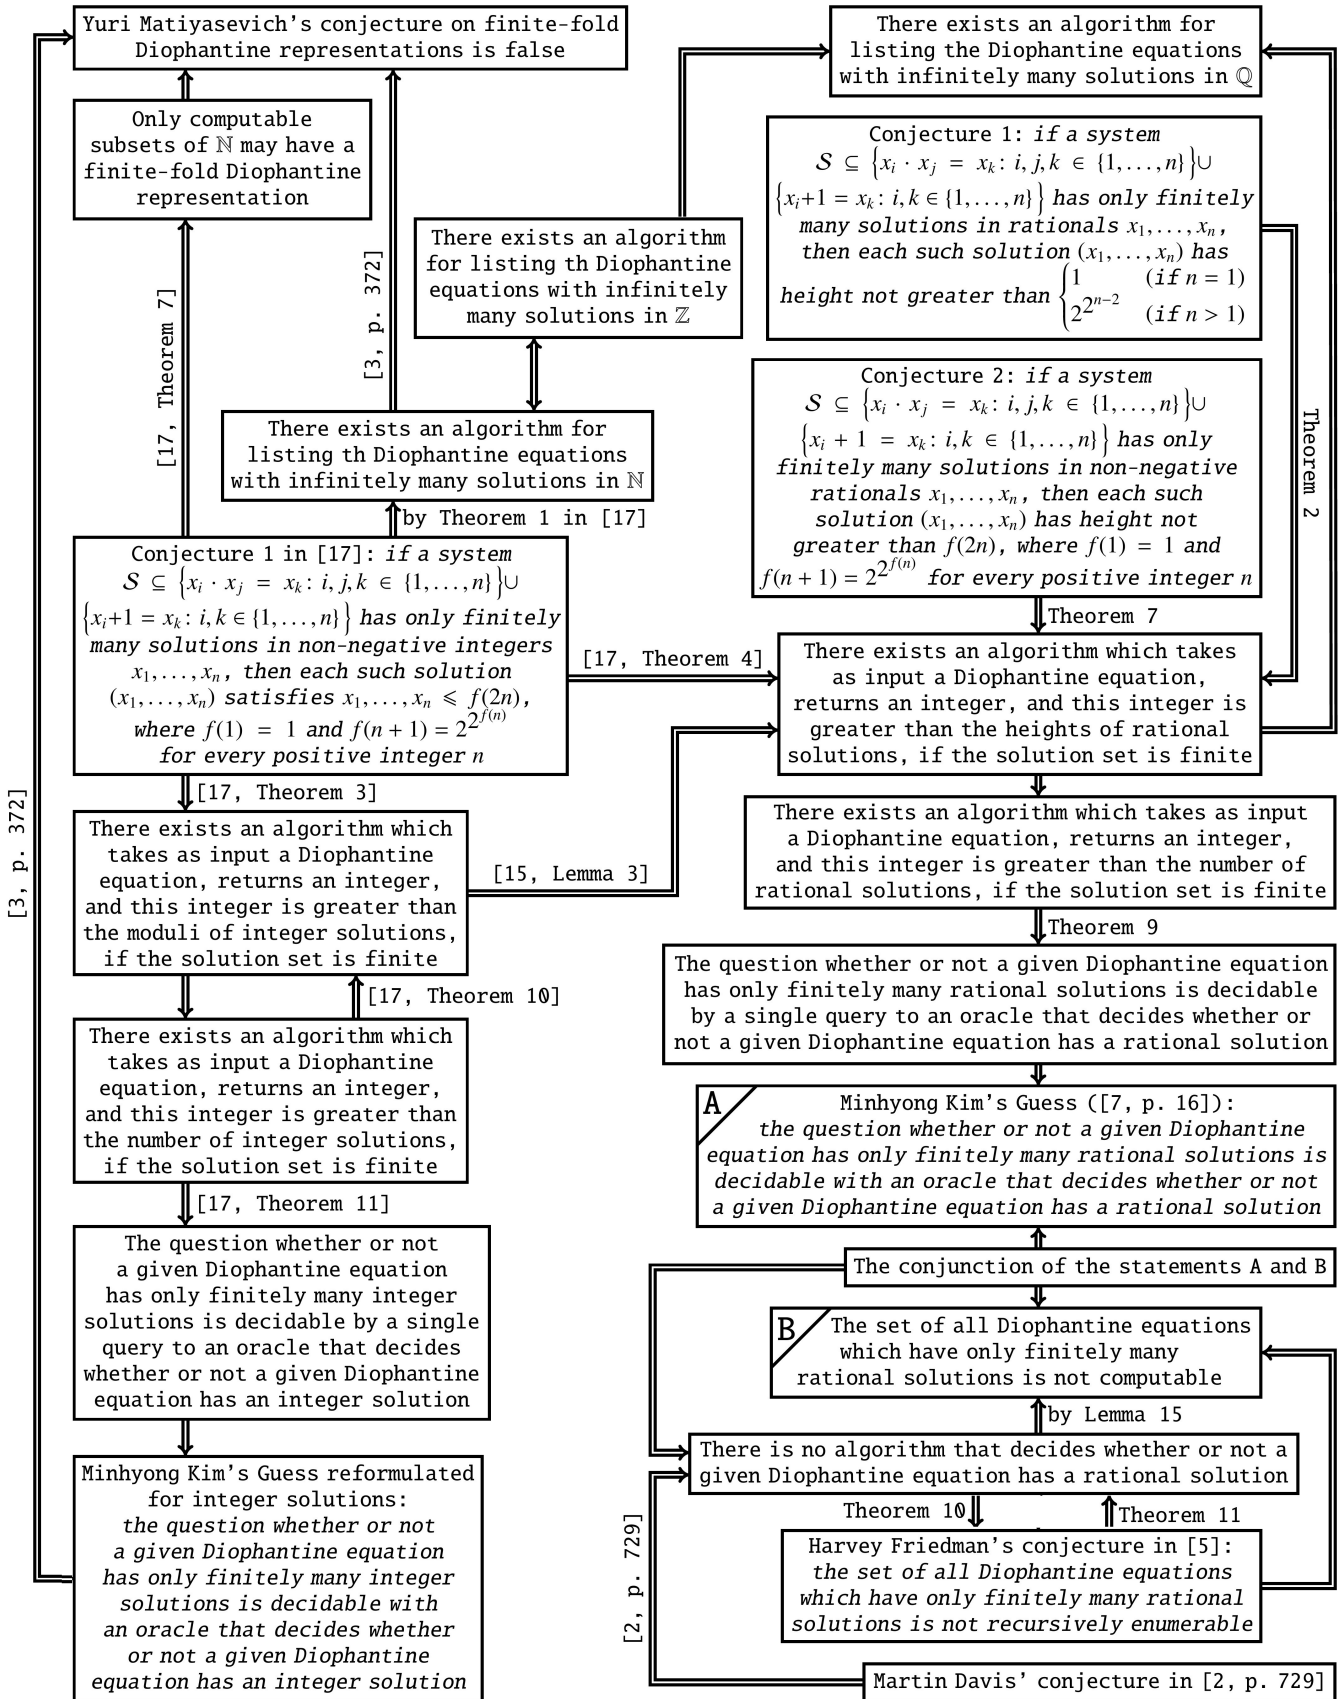 Yuri Matiyasevich's conjecture on finite-fold
Diophantine representations is false
There exists an algorithm for
listing the Diophantine equations
with infinitely many solutions in ℚ
Only computable
subsets of ℕ may have a
finite-fold Diophantine
representation
Conjecture 1: if a system
𝒮 ⊆ {x_i · x_j = x_k : i, j, k ∈ {1, …, n}} ∪
{x_i+1 = x_k : i, k ∈ {1, …, n}} has only finitely
many solutions in rationals x_1, …, x_n,
then each such solution (x_1, …, x_n) has
height not greater than { 1 (if n = 1)
2^{2^{n−2}} (if n > 1)
There exists an algorithm
for listing th Diophantine
equations with infinitely
many solutions in ℤ
[17, Theorem 7]
[3, p. 372]
Conjecture 2: if a system
𝒮 ⊆ {x_i · x_j = x_k : i, j, k ∈ {1, …, n}} ∪
{x_i + 1 = x_k : i, k ∈ {1, …, n}} has only
finitely many solutions in non-negative
rationals x_1, …, x_n, then each such
solution (x_1, …, x_n) has height not
greater than f(2n), where f(1) = 1 and
f(n + 1) = 2^{2^{f(n)}} for every positive integer n
Theorem 2
There exists an algorithm for
listing th Diophantine equations
with infinitely many solutions in ℕ
by Theorem 1 in [17]
Conjecture 1 in [17]: if a system
𝒮 ⊆ {x_i · x_j = x_k : i, j, k ∈ {1, …, n}} ∪
{x_i+1 = x_k : i, k ∈ {1, …, n}} has only finitely
many solutions in non-negative integers
x_1, …, x_n, then each such solution
(x_1, …, x_n) satisfies x_1, …, x_n ⩽ f(2n),
where f(1) = 1 and f(n + 1) = 2^{2^{f(n)}}
for every positive integer n
Theorem 7
[17, Theorem 4]
There exists an algorithm which takes
as input a Diophantine equation,
returns an integer, and this integer is
greater than the heights of rational
solutions, if the solution set is finite
[17, Theorem 3]
There exists an algorithm which
takes as input a Diophantine
equation, returns an integer,
and this integer is greater than
the moduli of integer solutions,
if the solution set is finite
[15, Lemma 3]
There exists an algorithm which takes as input
a Diophantine equation, returns an integer,
and this integer is greater than the number of
rational solutions, if the solution set is finite
[3, p. 372]
Theorem 9
The question whether or not a given Diophantine equation
has only finitely many rational solutions is decidable
by a single query to an oracle that decides whether or
not a given Diophantine equation has a rational solution
[17, Theorem 10]
There exists an algorithm which
takes as input a Diophantine
equation, returns an integer,
and this integer is greater than
the number of integer solutions,
if the solution set is finite
A
Minhyong Kim's Guess ([7, p. 16]):
the question whether or not a given Diophantine
equation has only finitely many rational solutions is
decidable with an oracle that decides whether or not
a given Diophantine equation has a rational solution
[17, Theorem 11]
The question whether or not
a given Diophantine equation
has only finitely many integer
solutions is decidable by a single
query to an oracle that decides
whether or not a given Diophantine
equation has an integer solution
The conjunction of the statements A and B
B
The set of all Diophantine equations
which have only finitely many
rational solutions is not computable
by Lemma 15
There is no algorithm that decides whether or not a
given Diophantine equation has a rational solution
Minhyong Kim's Guess reformulated
for integer solutions:
the question whether or not
a given Diophantine equation
has only finitely many integer
solutions is decidable with
an oracle that decides whether
or not a given Diophantine
equation has an integer solution
Theorem 10
Theorem 11
Harvey Friedman's conjecture in [5]:
the set of all Diophantine equations
which have only finitely many rational
solutions is not recursively enumerable
[2, p. 729]
Martin Davis' conjecture in [2, p. 729]